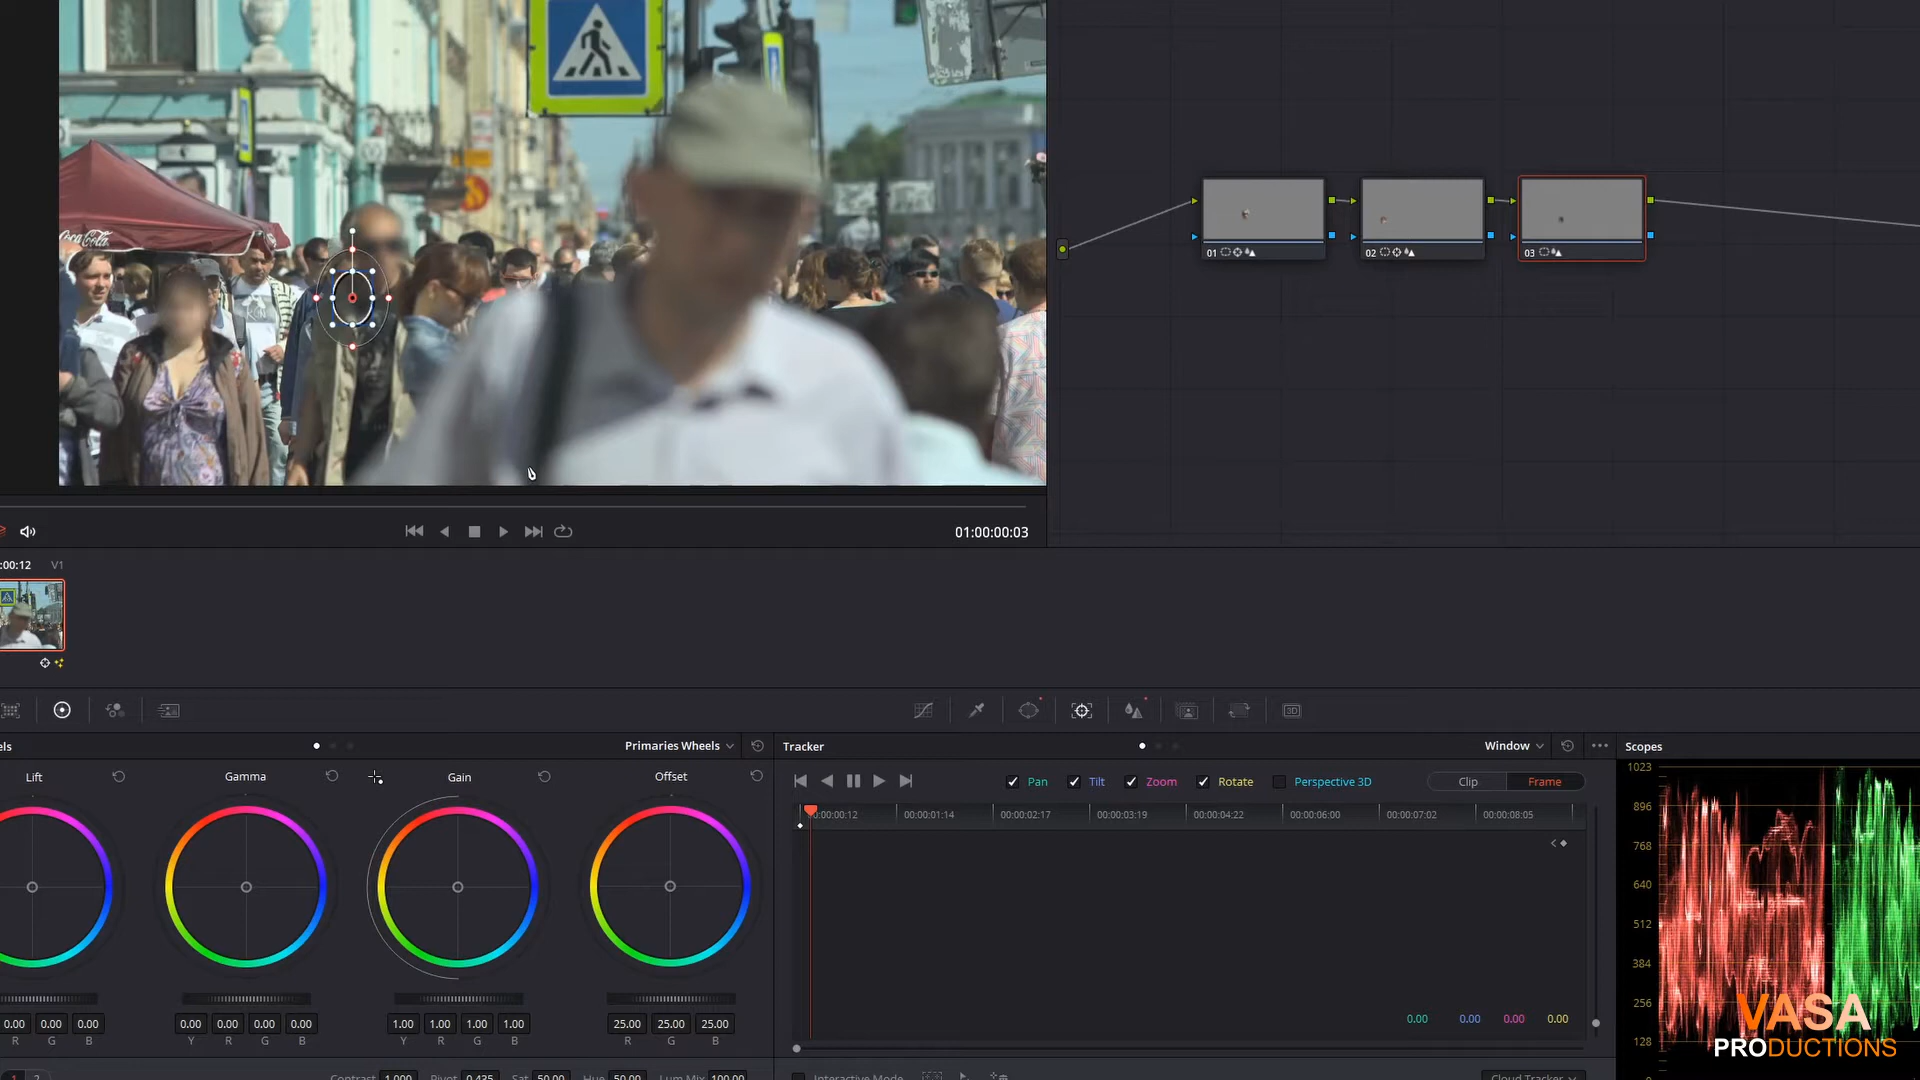 Coca-Cola
01
02
03
01:00:00:03
:00:12 V1
els
Primaries Wheels
Tracker
Window
Scopes
Lift
Gamma
Gain
Offset
Pan
Tilt
Zoom
Rotate
Perspective 3D
Clip
Frame
00:00:00:12
00:00:01:14
00:00:02:17
00:00:03:19
00:00:04:22
00:00:06:00
00:00:07:02
00:00:08:05
1023
896
768
640
512
384
256
128
0.00 0.00 0.00
R G B
0.00 0.00 0.00 0.00
Y R G B
1.00 1.00 1.00 1.00
Y R G B
25.00 25.00 25.00
R G B
0.00 0.00 0.00 0.00
3D
VASA
PRODUCTIONS
1 2
Contrast 1.000 Pivot 0.435 Sat 50.00 Hue 50.00 Lum Mix 100.00
Interactive Mode
Cloud Tracker